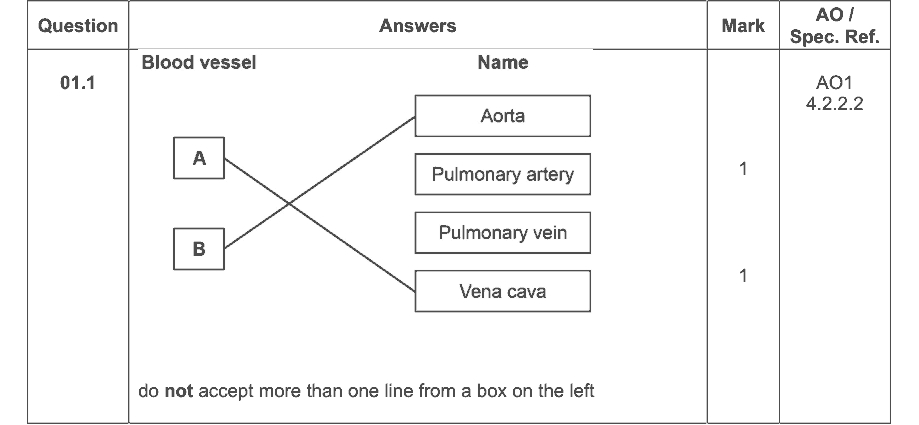 Question Answers Mark AO /
Spec. Ref.
Blood vessel Name
01.1 AO1
4.2.2.2
Aorta
A
Pulmonary artery 1
Pulmonary vein
B
Vena cava 1
do not accept more than one line from a box on the left